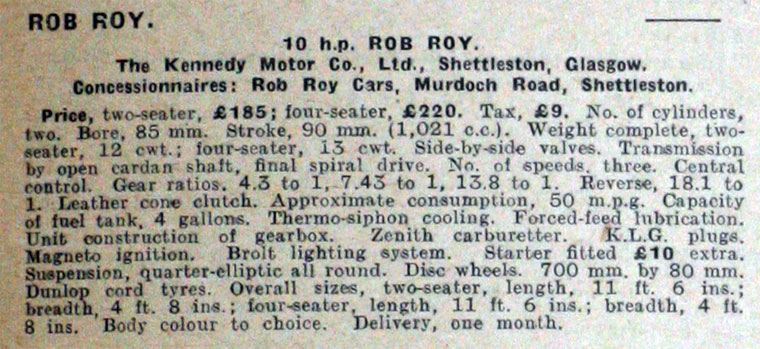 ROB ROY.
10 h.p. ROB ROY.
The Kennedy Motor Co., Ltd., Shettleston, Glasgow.
Concessionnaires: Rob Roy Cars, Murdoch Road, Shettleston.
Price, two-seater, £185; four-seater, £220. Tax, £9. No. of cylinders,
two. Bore, 85 mm. Stroke, 90 mm. (1,021 c.c.). Weight complete, two-
seater, 12 cwt.; four-seater, 13 cwt. Side-by-side valves. Transmission
by open cardan shaft, final spiral drive. No. of speeds, three. Central
control. Gear ratios. 4.3 to 1, 7.43 to 1, 13.8 to 1. Reverse, 18.1 to
1. Leather cone clutch. Approximate consumption, 50 m.p.g. Capacity
of fuel tank, 4 gallons. Thermo-siphon cooling. Forced-feed lubrication.
Unit construction of gearbox. Zenith carburetter. K.L.G. plugs.
Magneto ignition. Brolt lighting system. Starter fitted £10 extra.
Suspension, quarter-elliptic all round. Disc wheels. 700 mm. by 80 mm.
Dunlop cord tyres. Overall sizes, two-seater, length, 11 ft. 6 ins.;
breadth, 4 ft. 8 ins.; four-seater, length, 11 ft. 6 ins.; breadth, 4 ft.
8 ins. Body colour to choice. Delivery, one month.